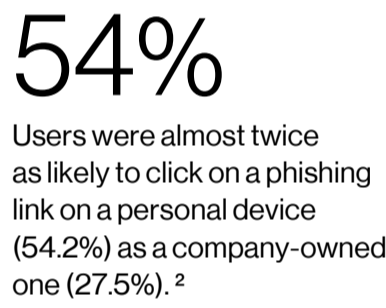 54%
Users were almost twice
as likely to click on a phishing
link on a personal device
(54.2%) as a company-owned
one (27.5%). ²